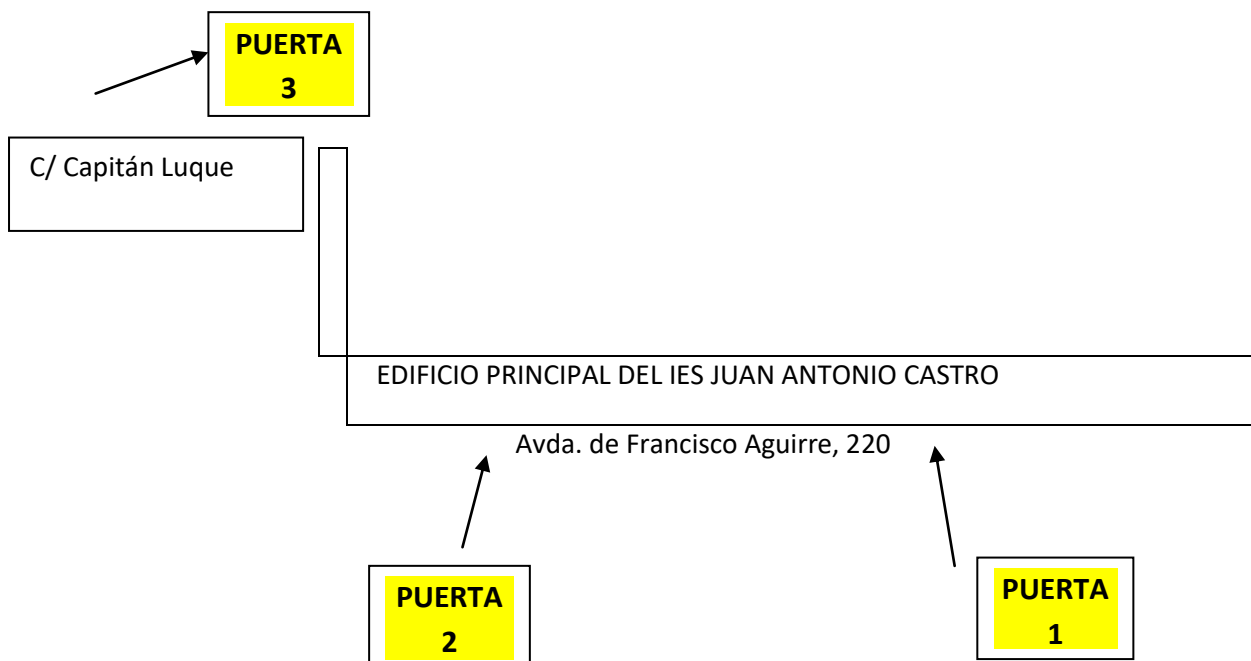 PUERTA
3
C/ Capitán Luque
EDIFICIO PRINCIPAL DEL IES JUAN ANTONIO CASTRO
Avda. de Francisco Aguirre, 220
PUERTA
2
PUERTA
1